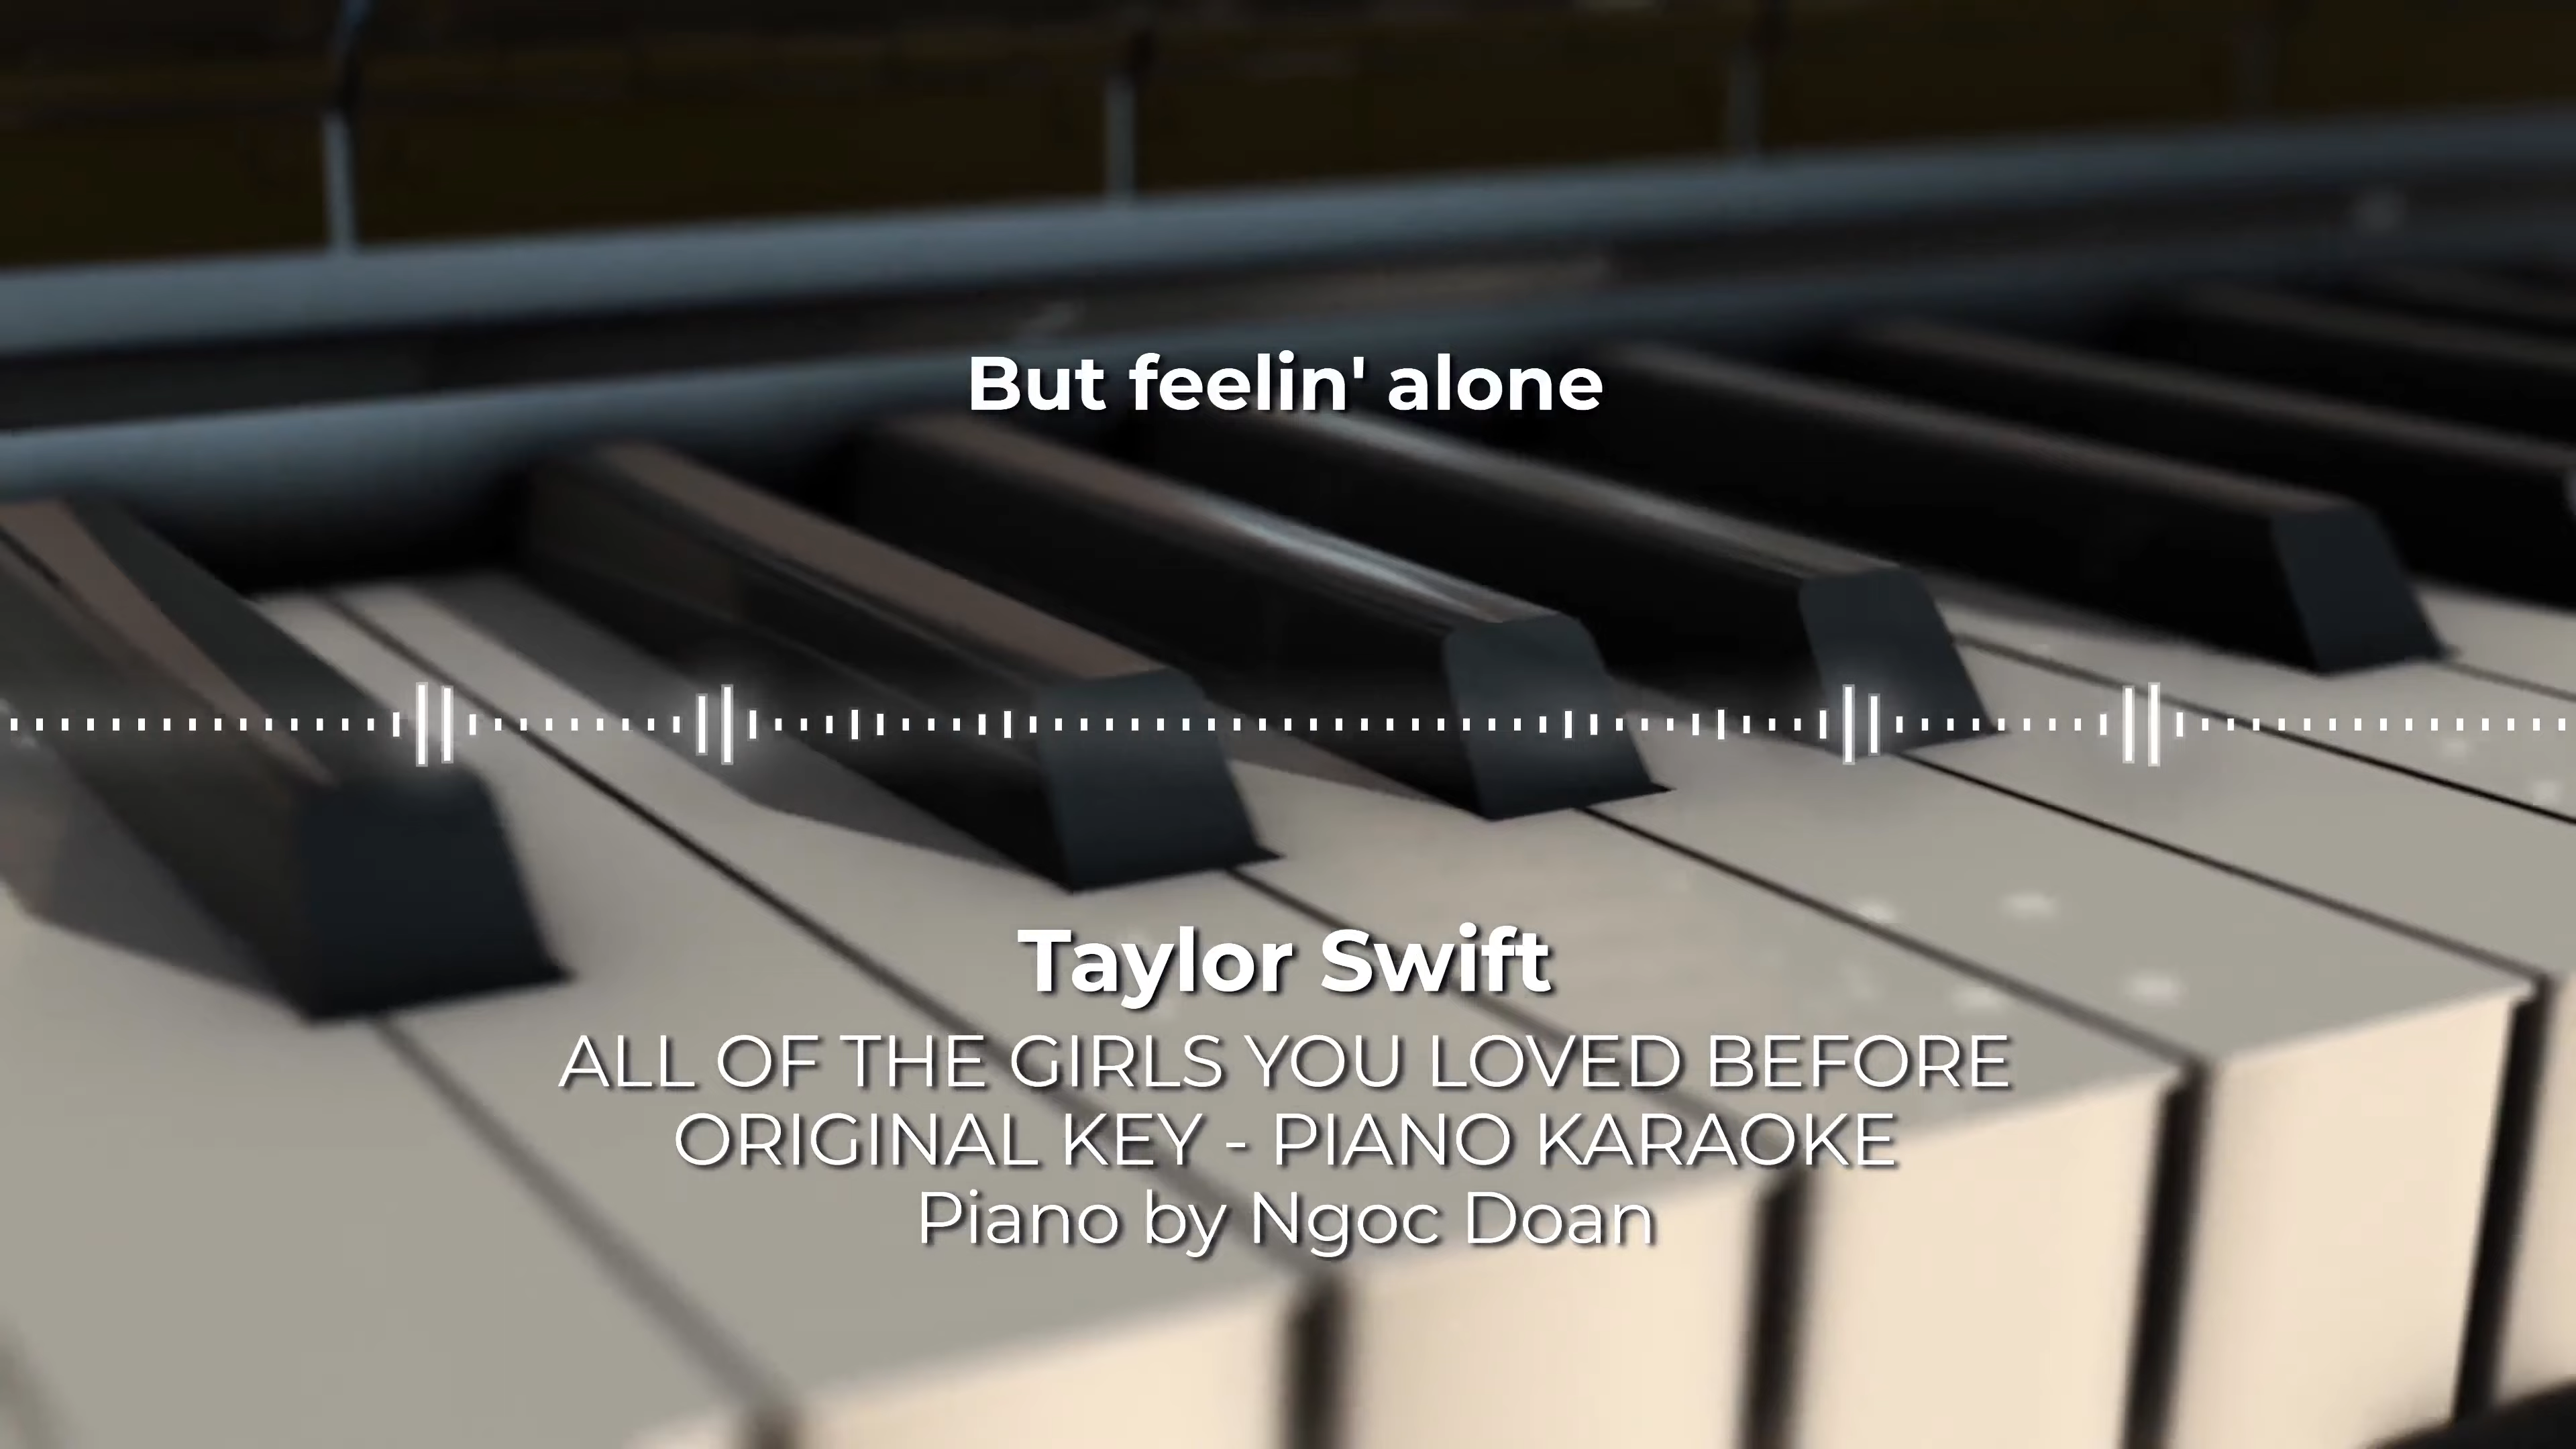 But feelin' alone
Taylor Swift
ALL OF THE GIRLS YOU LOVED BEFORE
ORIGINAL KEY - PIANO KARAOKE
Piano by Ngoc Doan